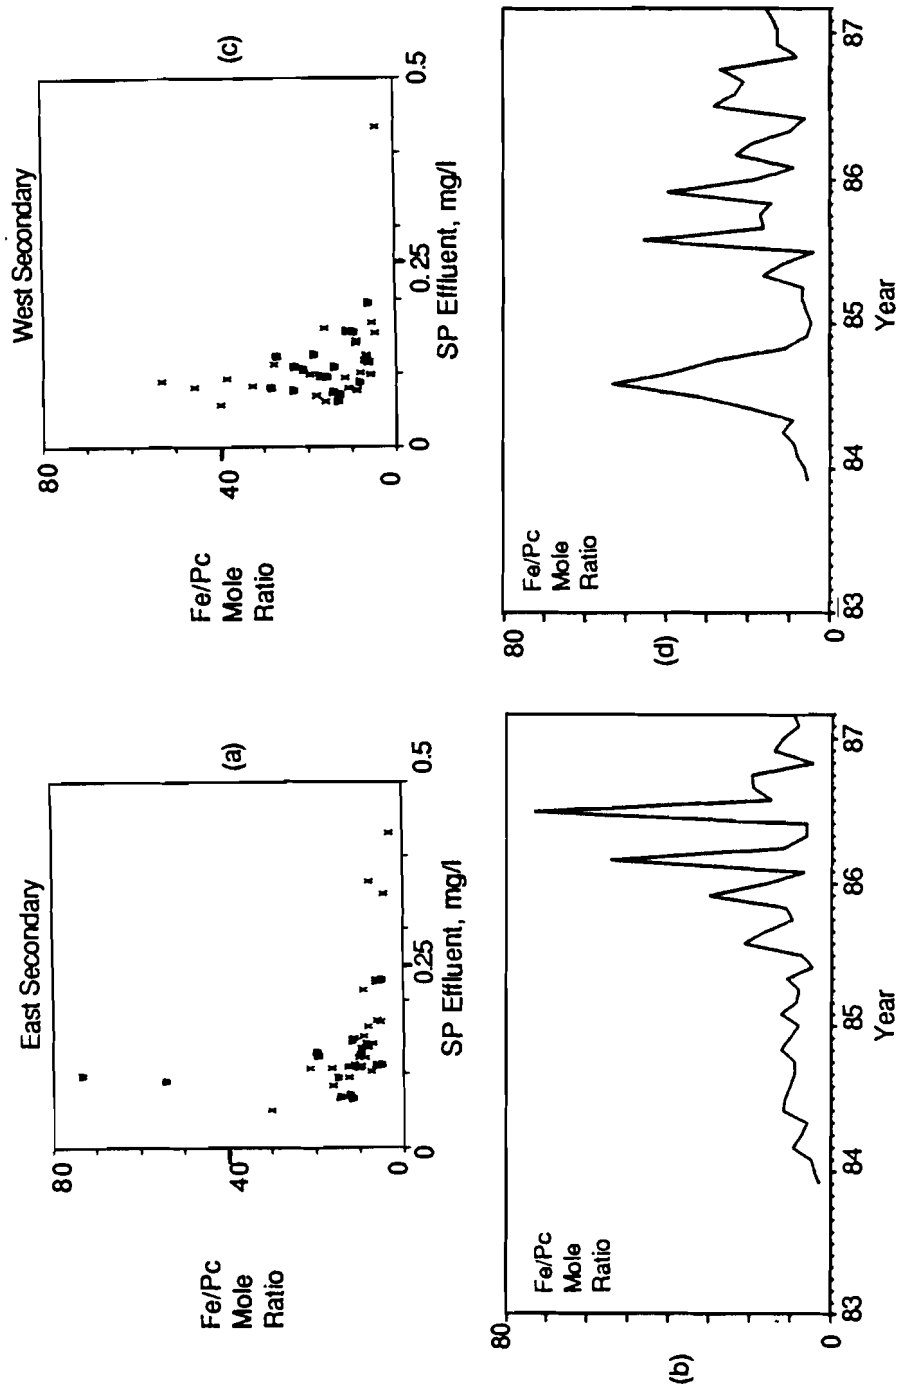 East Secondary
(a)
80
40
0
Fe/Pc
Mole
Ratio
0
0.25
0.5
SP Effluent, mg/l
West Secondary
(c)
80
40
0
Fe/Pc
Mole
Ratio
0
0.25
0.5
SP Effluent, mg/l
80
0
(b)
Fe/Pc
Mole
Ratio
83
84
85
86
87
Year
80
0
(d)
Fe/Pc
Mole
Ratio
83
84
85
86
87
Year